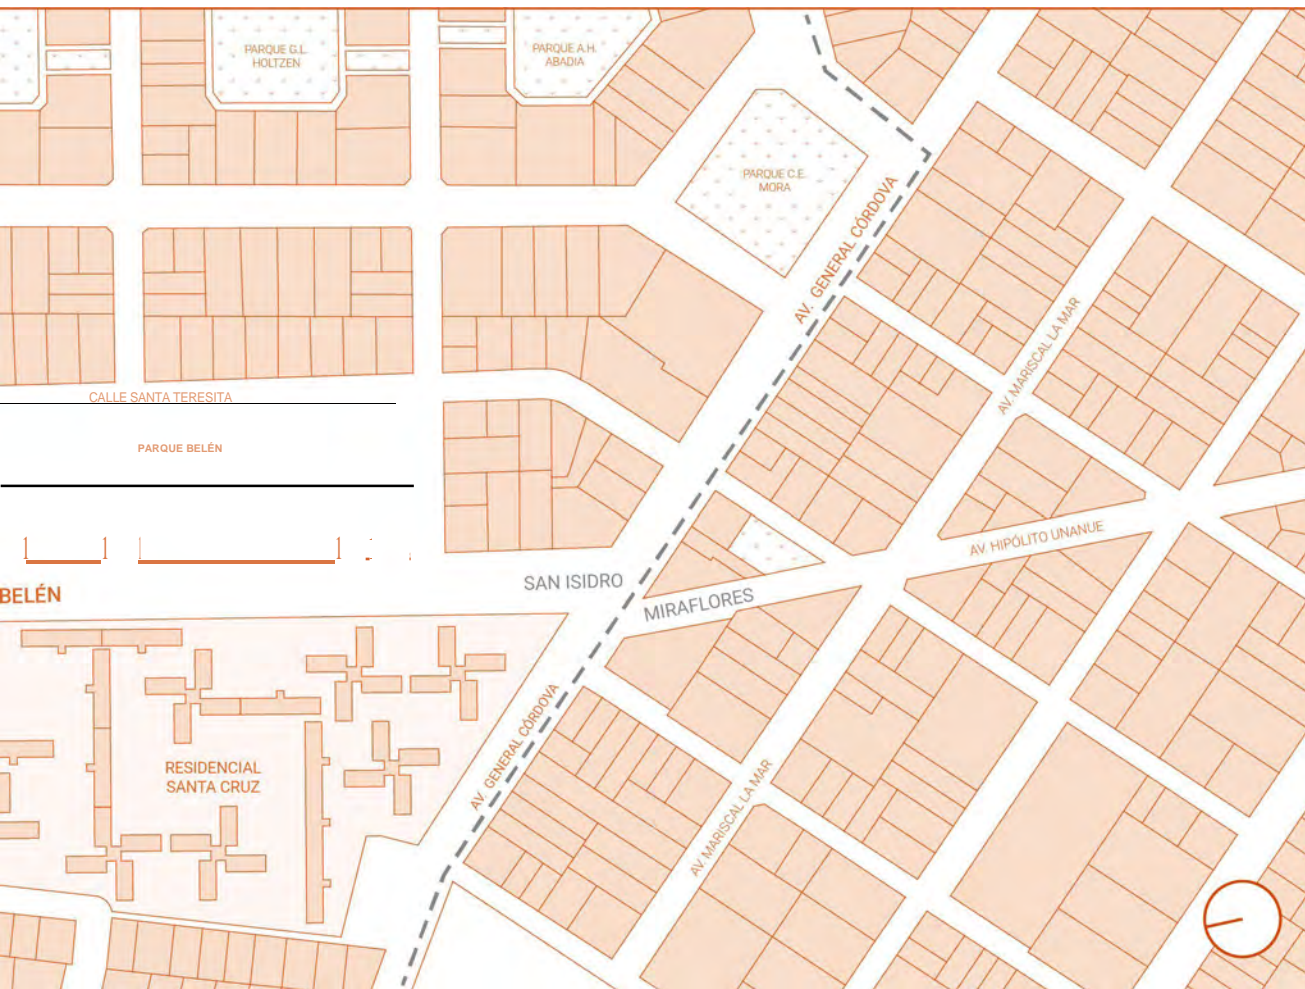 PARQUE G.L.
HOLTZEN
PARQUE A.H.
ABADIA
PARQUE C.E.
MORA
AV. GENERAL CÓRDOVA
AV. MARISCAL LA MAR
CALLE SANTA TERESITA
PARQUE BELÉN
AV. HIPÓLITO UNANUE
SAN ISIDRO
BELÉN
MIRAFLORES
AV. GENERAL CÓRDOVA
RESIDENCIAL
SANTA CRUZ
AV. MARISCAL LA MAR